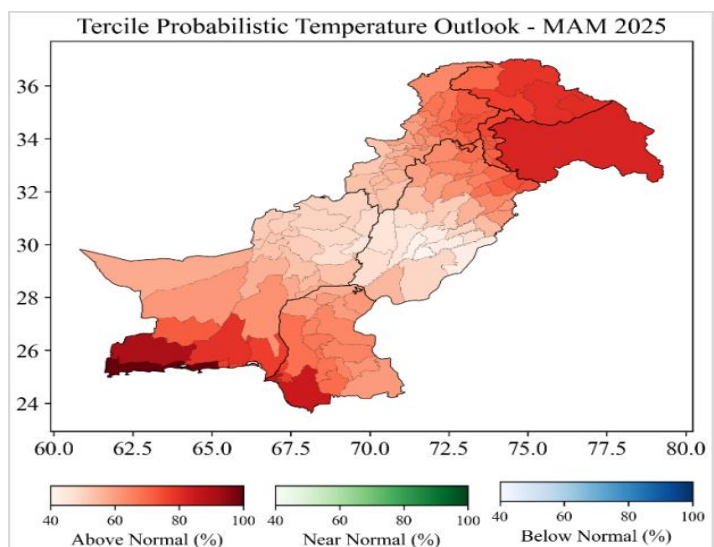 Tercile Probabilistic Temperature Outlook - MAM 2025
36
34
32
30
28
26
24
60.0 62.5 65.0 67.5 70.0 72.5 75.0 77.5 80.0
40 60 80 100 40 60 80 100 40 60 80 100
Above Normal (%) Near Normal (%) Below Normal (%)